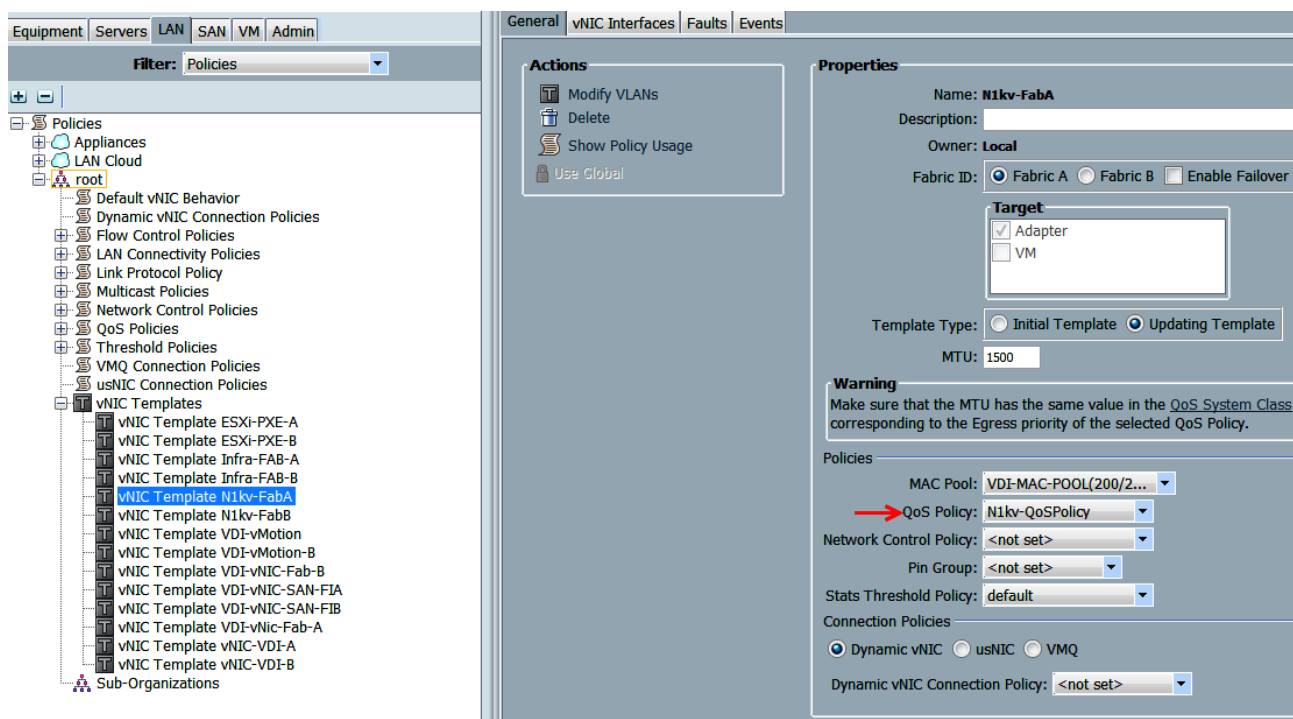 Equipment Servers LAN SAN VM Admin
Filter: Policies
Policies
Appliances
LAN Cloud
root
Default vNIC Behavior
Dynamic vNIC Connection Policies
Flow Control Policies
LAN Connectivity Policies
Link Protocol Policy
Multicast Policies
Network Control Policies
QoS Policies
Threshold Policies
VMQ Connection Policies
usNIC Connection Policies
vNIC Templates
vNIC Template ESXi-PXE-A
vNIC Template ESXi-PXE-B
vNIC Template Infra-FAB-A
vNIC Template Infra-FAB-B
vNIC Template N1kv-FabA
vNIC Template N1kv-FabB
vNIC Template VDI-vMotion
vNIC Template VDI-vMotion-B
vNIC Template VDI-vNIC-Fab-B
vNIC Template VDI-vNIC-SAN-FIA
vNIC Template VDI-vNIC-SAN-FIB
vNIC Template VDI-vNic-Fab-A
vNIC Template vNIC-VDI-A
vNIC Template vNIC-VDI-B
Sub-Organizations
General vNIC Interfaces Faults Events
Actions
Modify VLANs
Delete
Show Policy Usage
Use Global
Properties
Name: N1kv-FabA
Description:
Owner: Local
Fabric ID: Fabric A Fabric B Enable Failover
Target
Adapter
VM
Template Type: Initial Template Updating Template
MTU: 1500
Warning
Make sure that the MTU has the same value in the QoS System Class
corresponding to the Egress priority of the selected QoS Policy.
Policies
MAC Pool: VDI-MAC-POOL(200/2...
QoS Policy: N1kv-QoSPolicy
Network Control Policy: <not set>
Pin Group: <not set>
Stats Threshold Policy: default
Connection Policies
Dynamic vNIC usNIC VMQ
Dynamic vNIC Connection Policy: <not set>